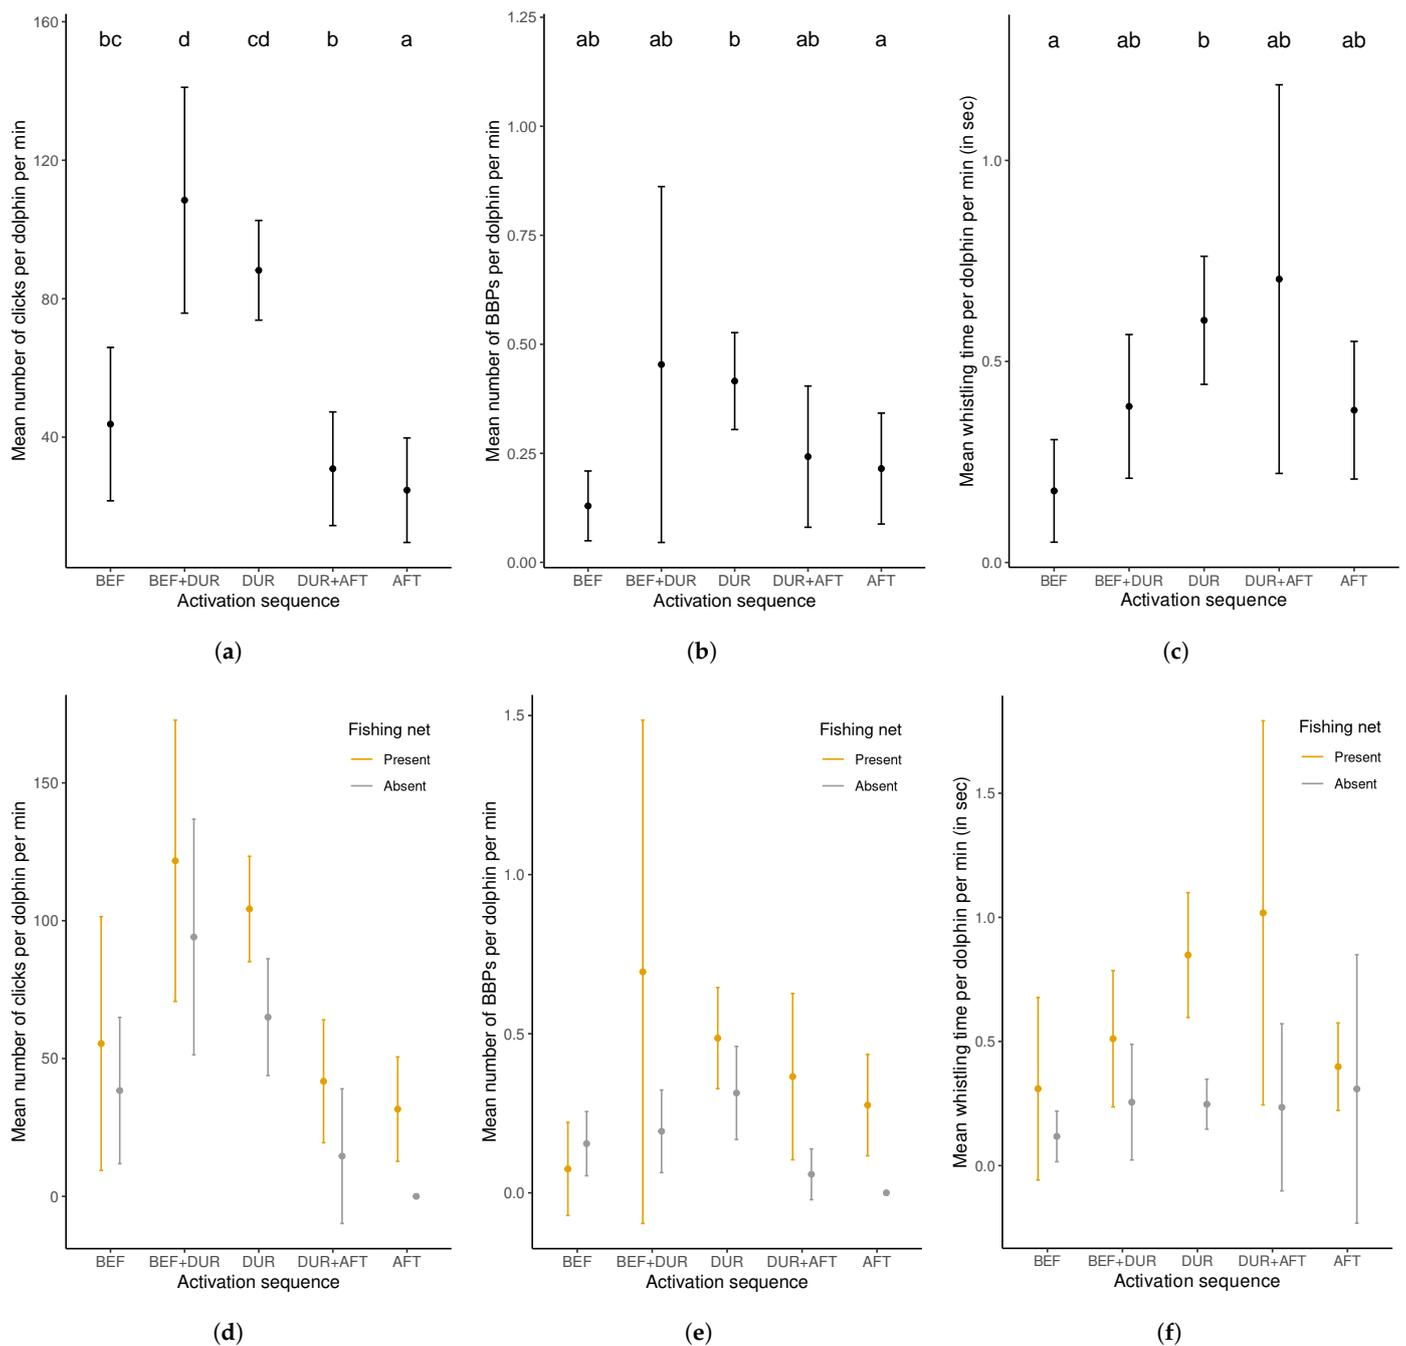 160
120
80
40
bc d cd b a
Mean number of clicks per dolphin per min
BEF BEF+DUR DUR DUR+AFT AFT
Activation sequence
(a)
1.25
1.00
0.75
0.50
0.25
0.00
ab ab b ab a
Mean number of BBPs per dolphin per min
BEF BEF+DUR DUR DUR+AFT AFT
Activation sequence
(b)
1.0
0.5
0.0
a ab b ab ab
Mean whistling time per dolphin per min (in sec)
BEF BEF+DUR DUR DUR+AFT AFT
Activation sequence
(c)
150
100
50
0
Mean number of clicks per dolphin per min
Fishing net
Present
Absent
BEF BEF+DUR DUR DUR+AFT AFT
Activation sequence
(d)
1.5
1.0
0.5
0.0
Mean number of BBPs per dolphin per min
Fishing net
Present
Absent
BEF BEF+DUR DUR DUR+AFT AFT
Activation sequence
(e)
1.5
1.0
0.5
0.0
Mean whistling time per dolphin per min (in sec)
Fishing net
Present
Absent
BEF BEF+DUR DUR DUR+AFT AFT
Activation sequence
(f)